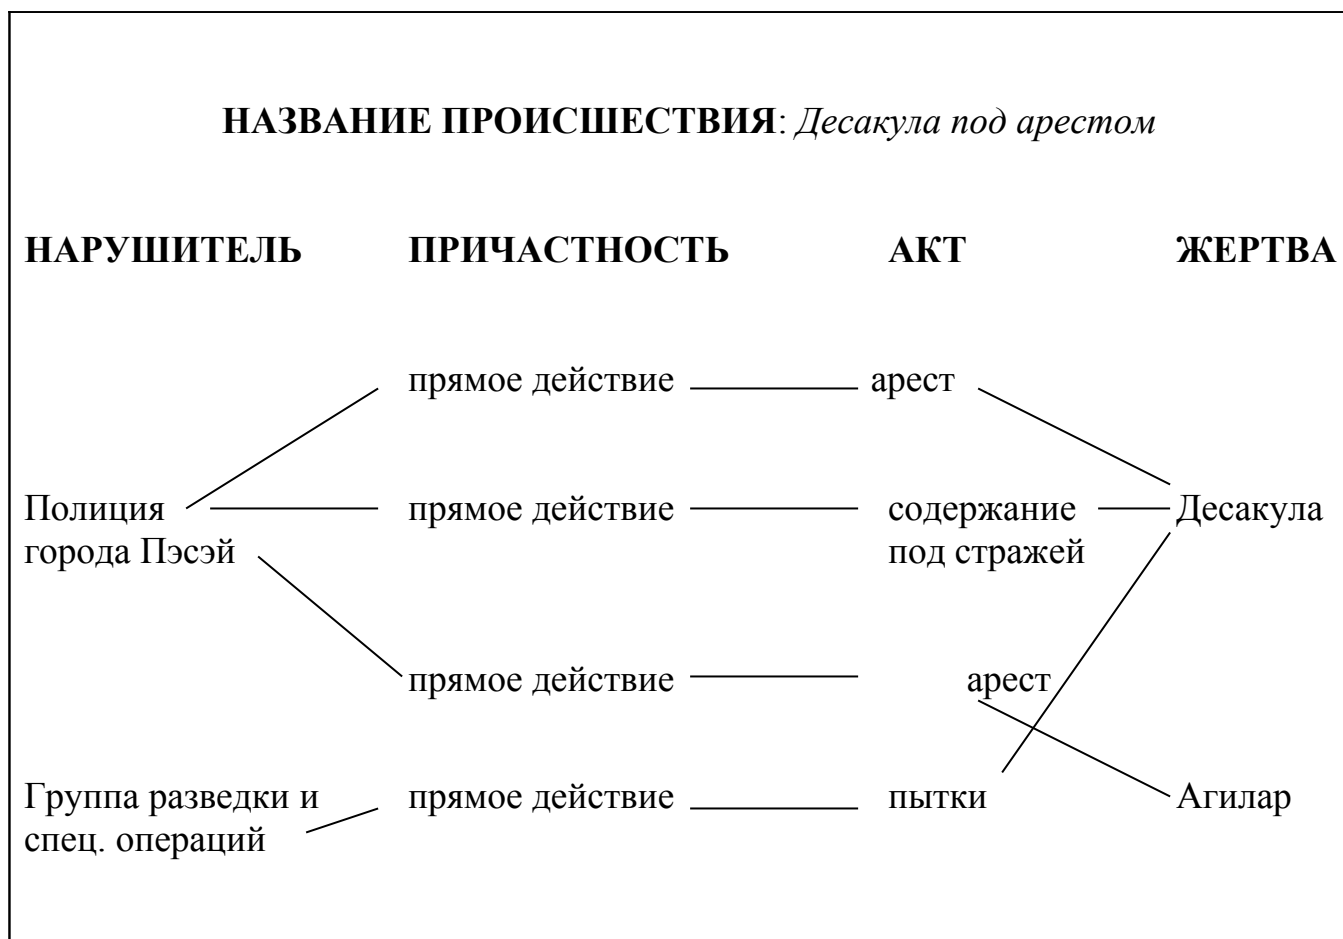 НАЗВАНИЕ ПРОИСШЕСТВИЯ: Десакула под арестом
НАРУШИТЕЛЬ ПРИЧАСТНОСТЬ АКТ ЖЕРТВА
прямое действие арест
Полиция прямое действие содержание Десакула
города Пэсэй под стражей
прямое действие арест
Группа разведки и прямое действие пытки Агилар
спец. операций